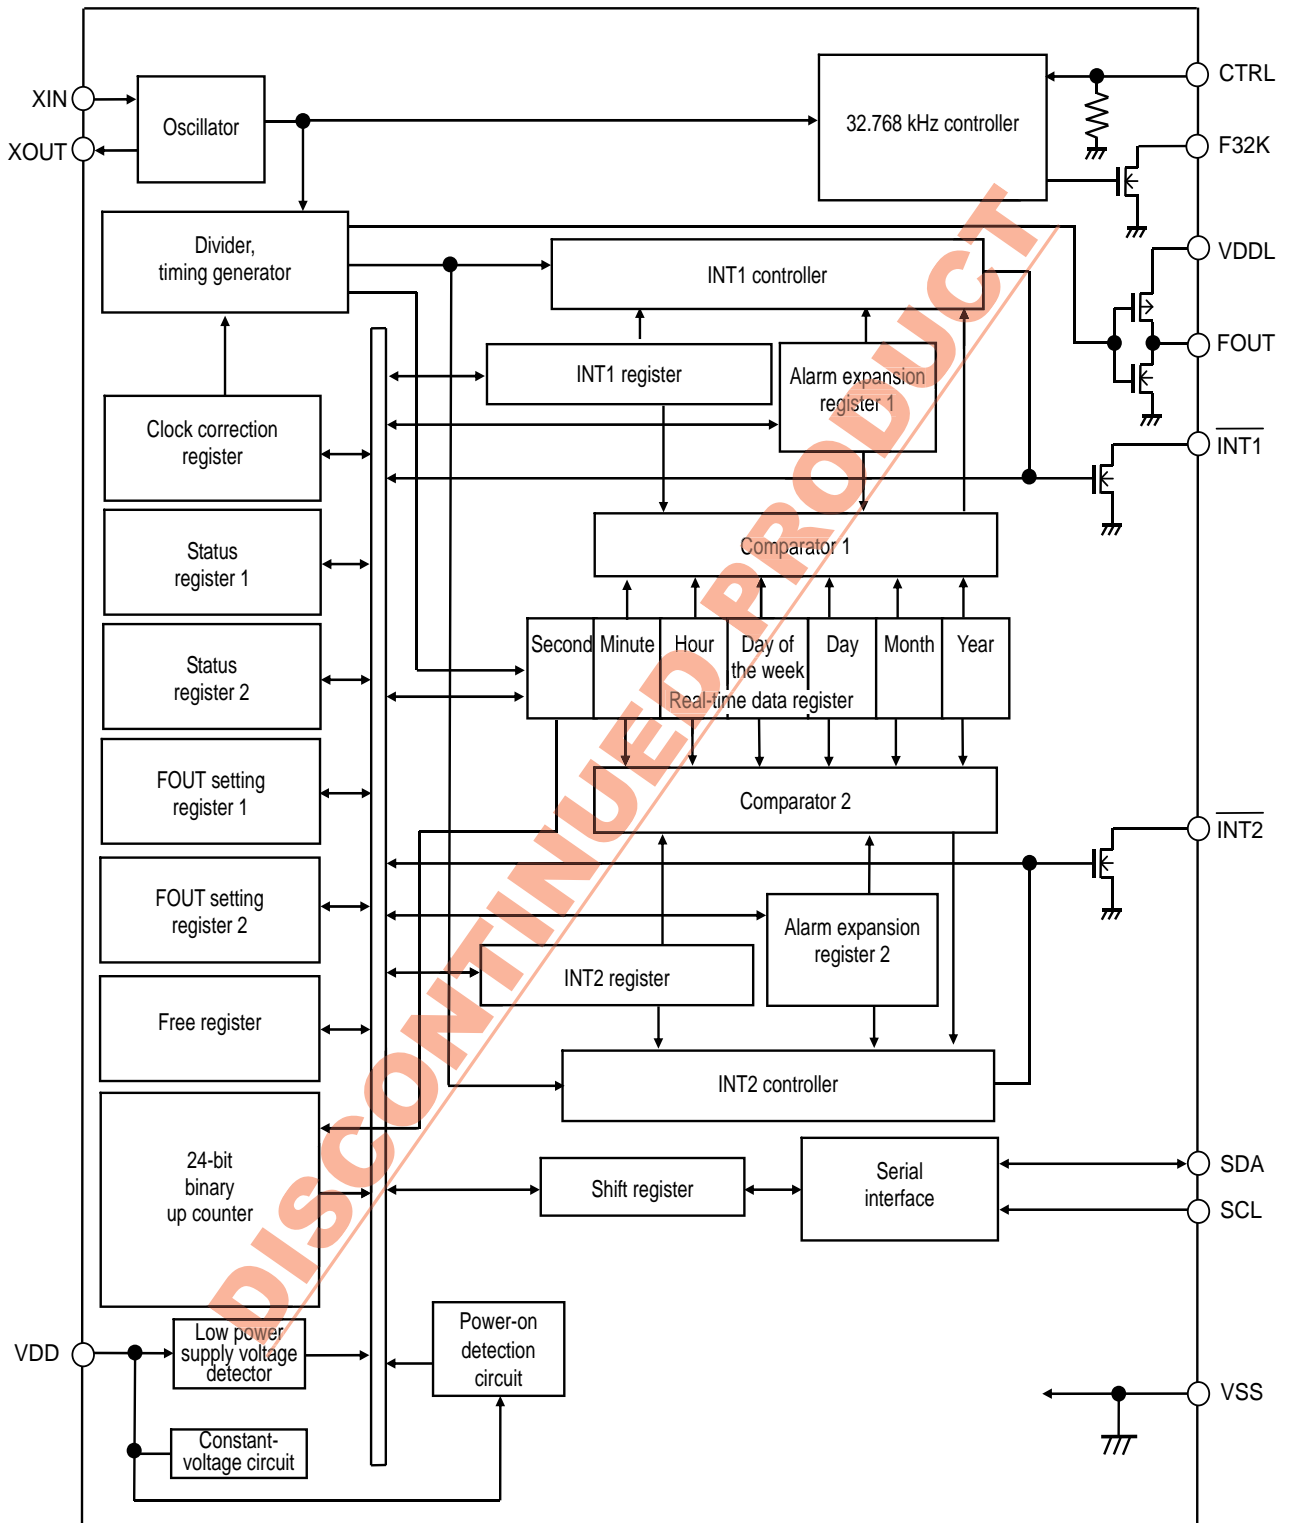 XIN
XOUT
Oscillator
32.768 kHz controller
CTRL
F32K
VDDL
FOUT
INT1
Divider,
timing generator
INT1 controller
INT1 register
Alarm expansion
register 1
Clock correction
register
Status
register 1
Comparator 1
Second
Minute
Hour
Day of
the week
Day
Month
Year
Real-time data register
Status
register 2
FOUT setting
register 1
Comparator 2
INT2
FOUT setting
register 2
Alarm expansion
register 2
INT2 register
Free register
INT2 controller
24-bit
binary
up counter
Shift register
Serial
interface
SDA
SCL
VDD
Low power
supply voltage
detector
Power-on
detection
circuit
Constant-
voltage circuit
VSS
DISCONTINUED PRODUCT